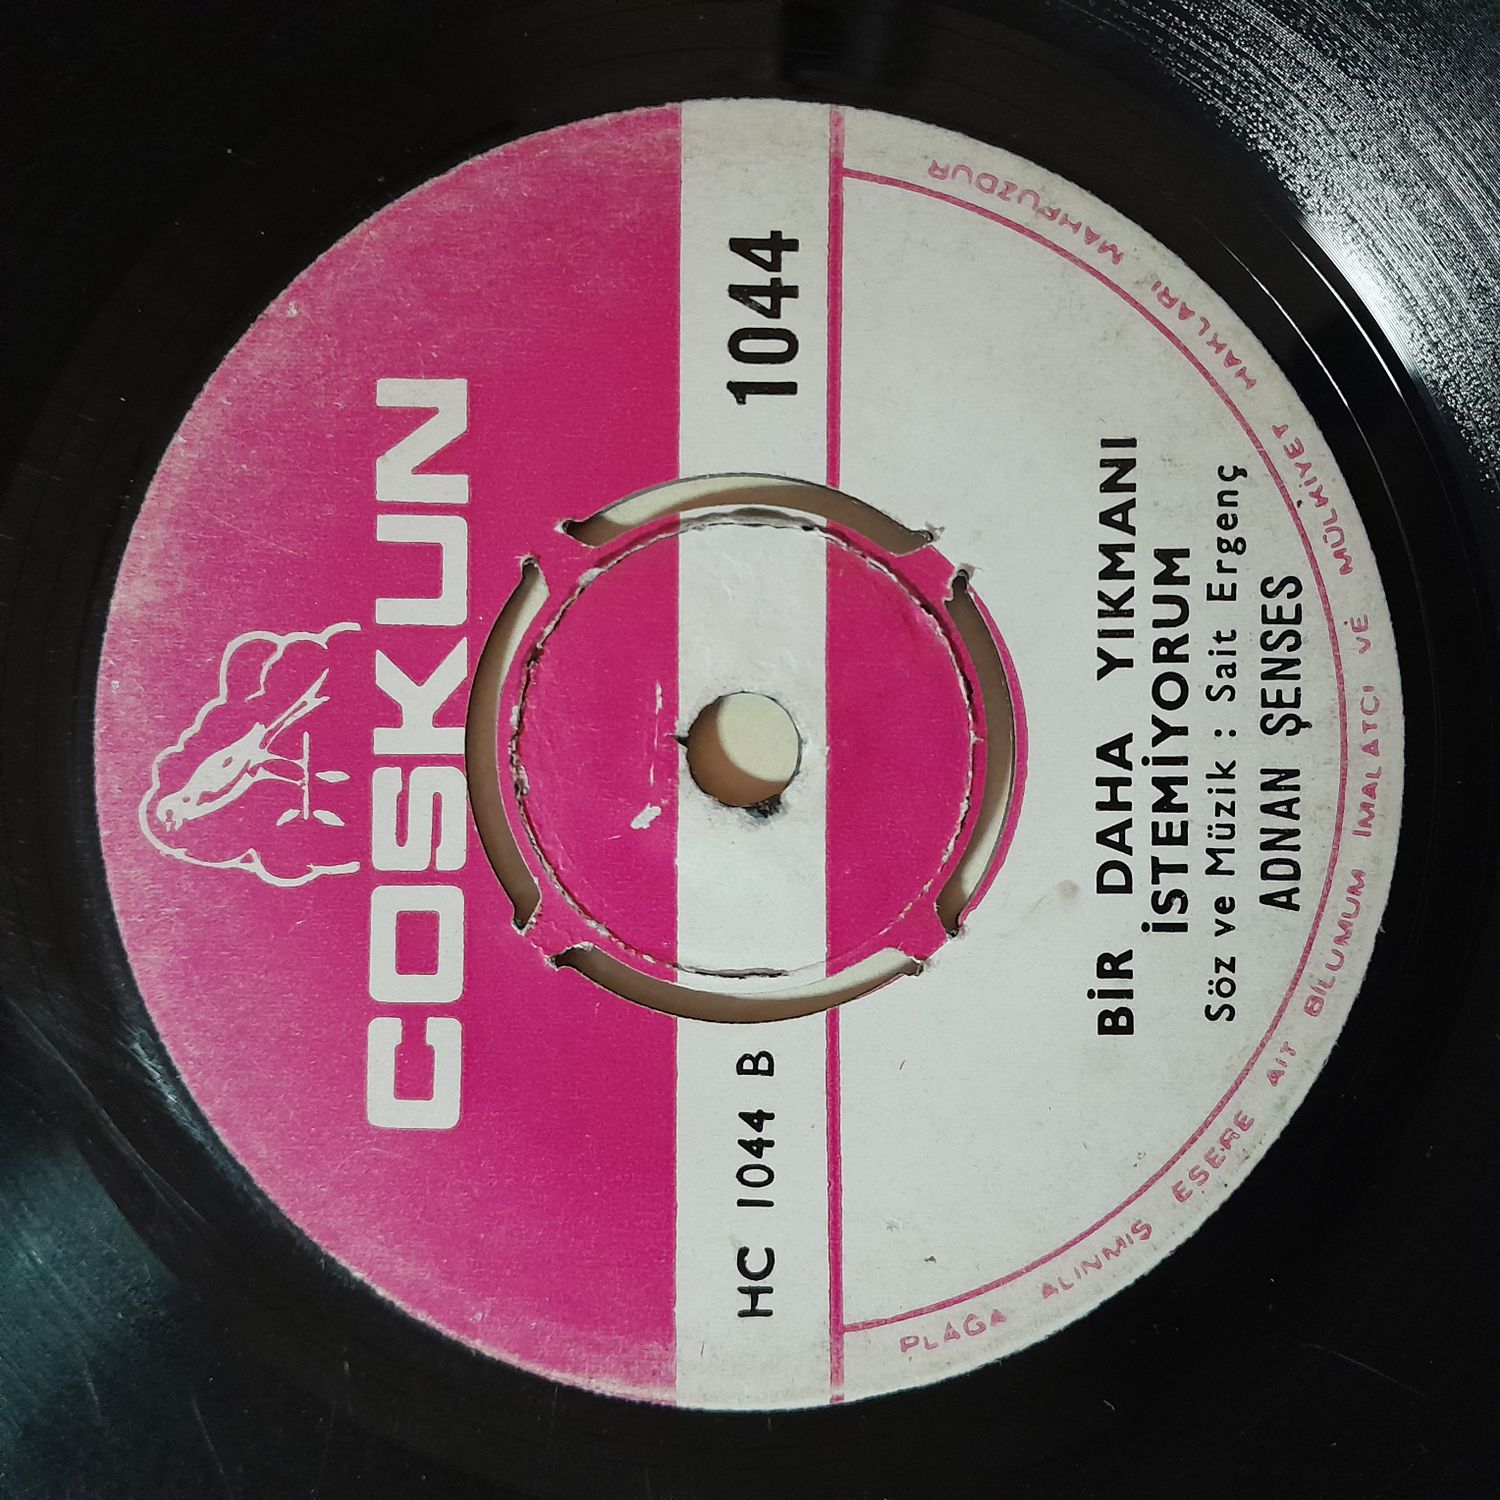 COSKUN
HC 1044 B
1044
BİR DAHA YIKMANI
İSTEMİYORUM
Söz ve Müzik : Sait Ergenç
ADNAN ŞENSES
PLAĞA ALINMIŞ ESERE AIT BİLUMUM İMALATCI VE MÜLKİYET HAKLARI MAHFUZDUR